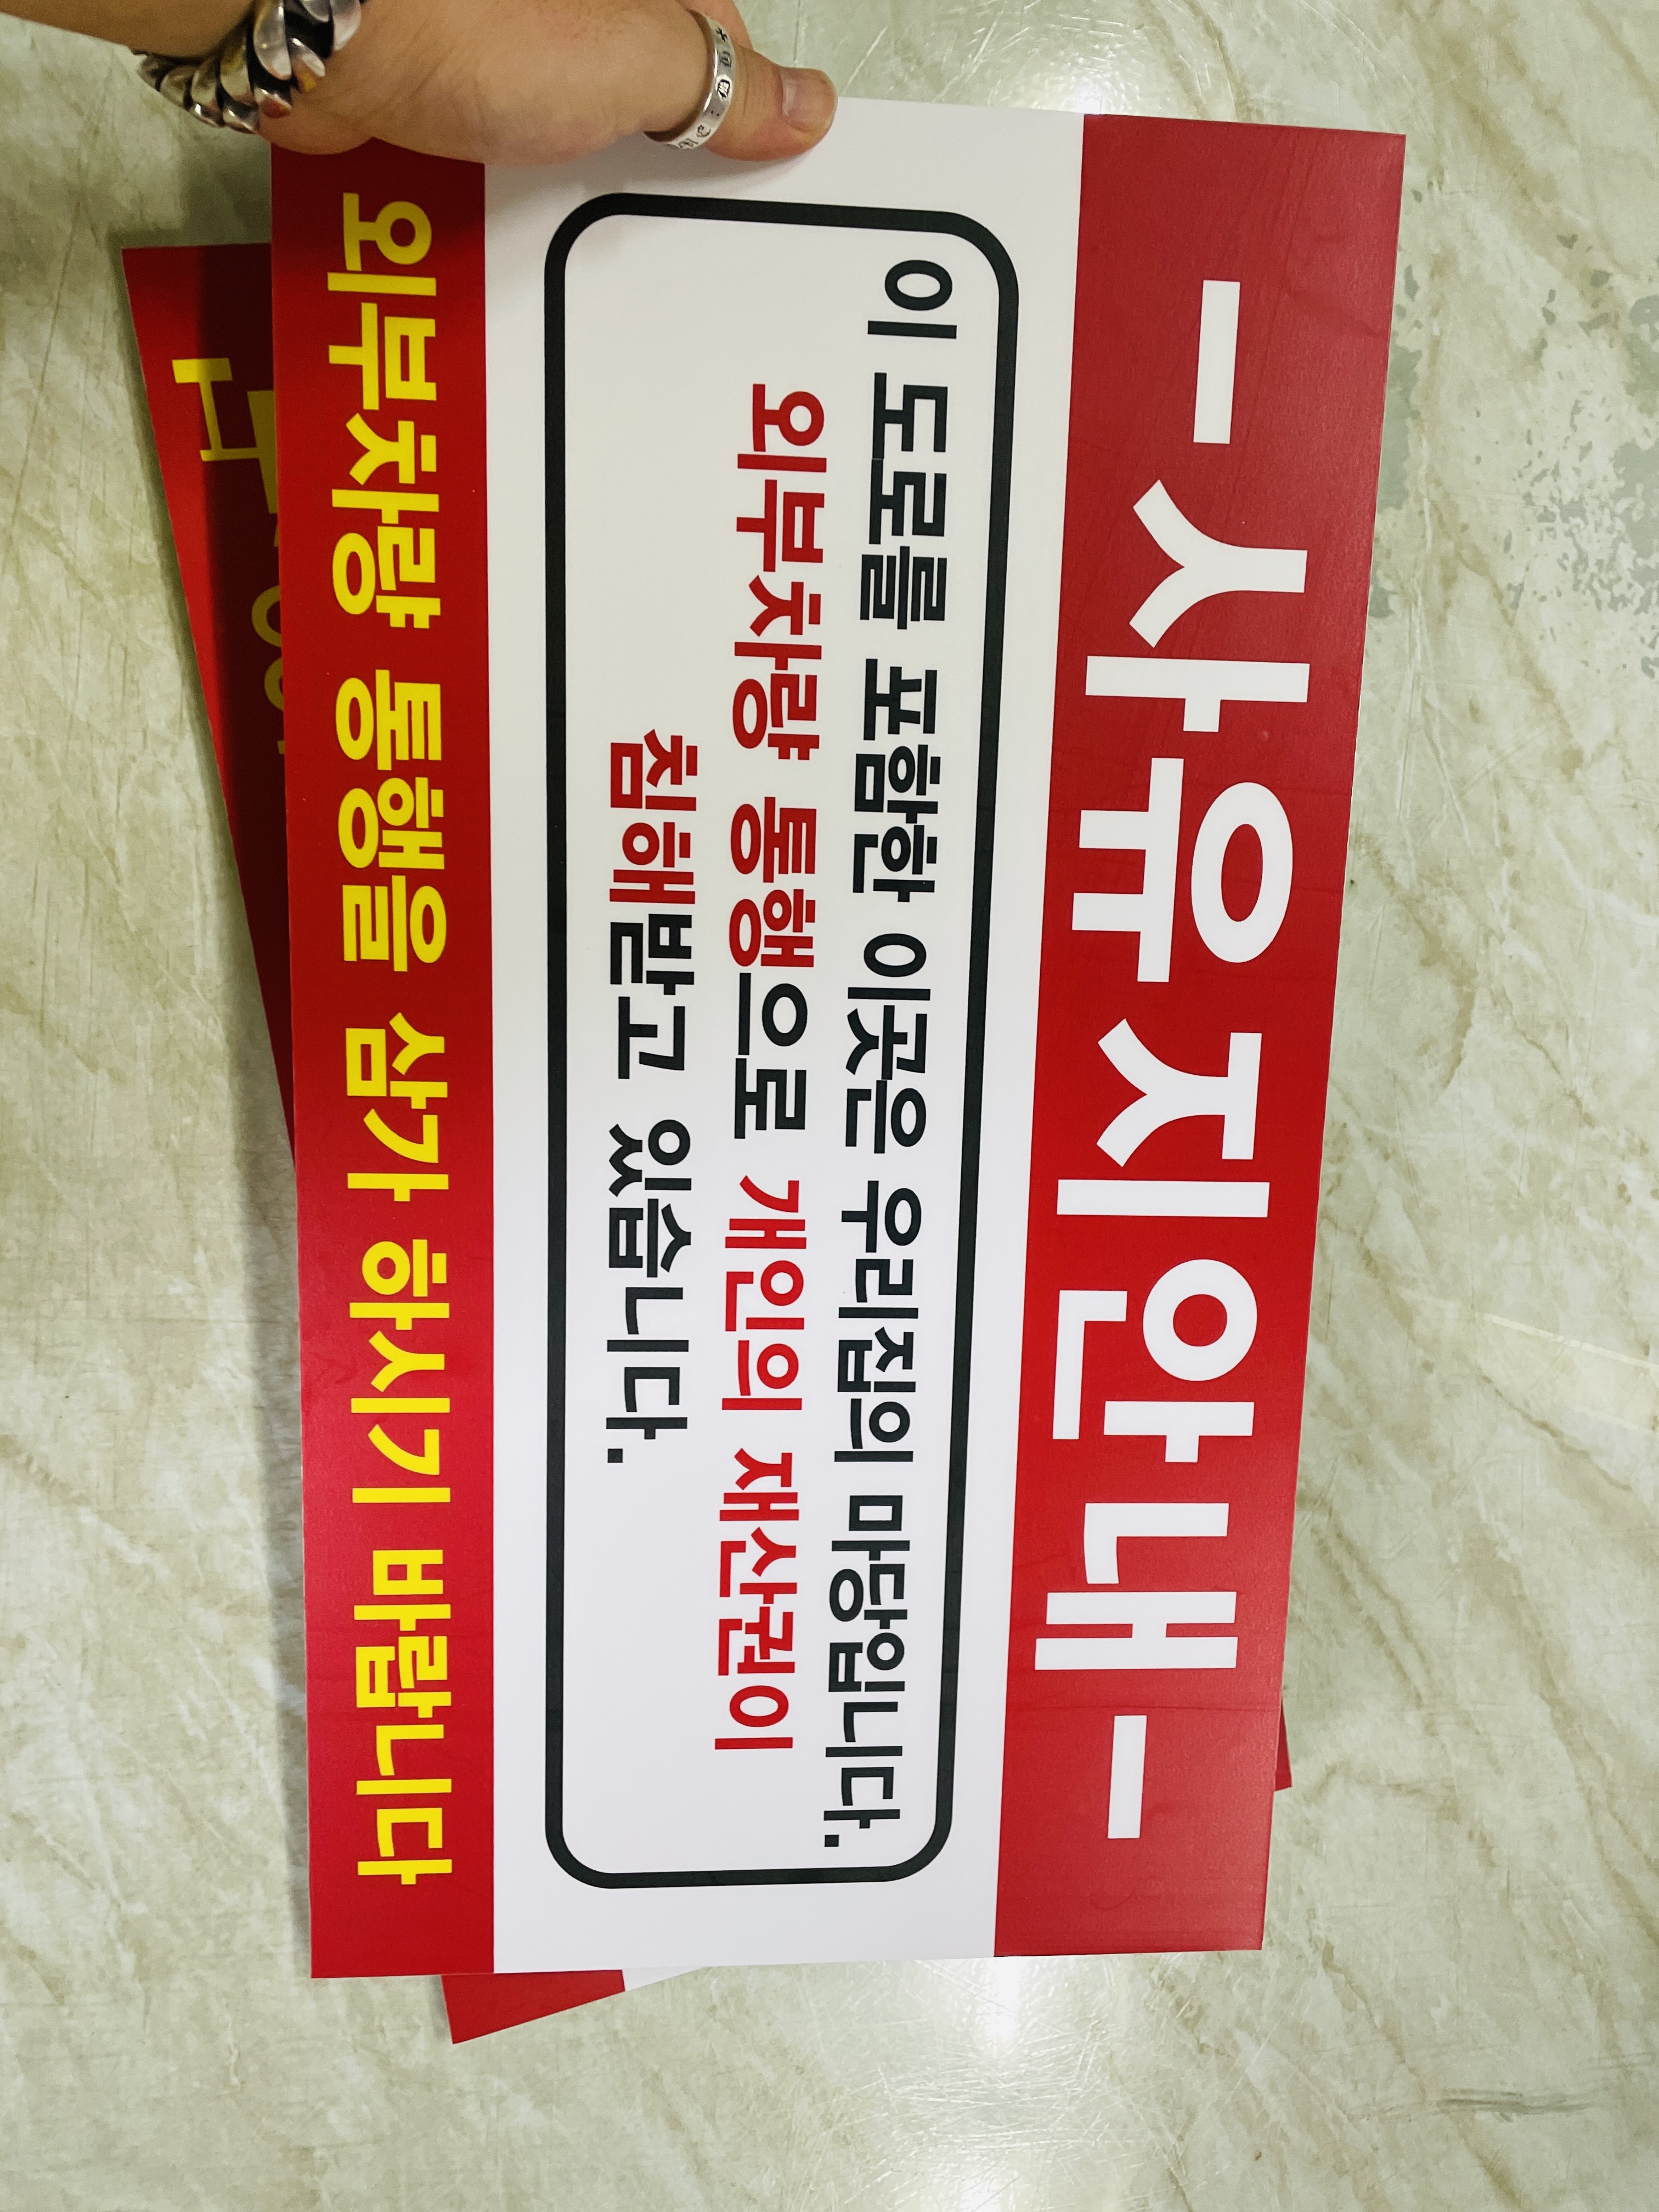 - 사유지안내 -
이 도로를 포함한 이곳은 우리집의 마당입니다.
외부차량 통행으로 개인의 재산권이
침해받고 있습니다.
외부차량 통행을 삼가 하시기 바랍니다